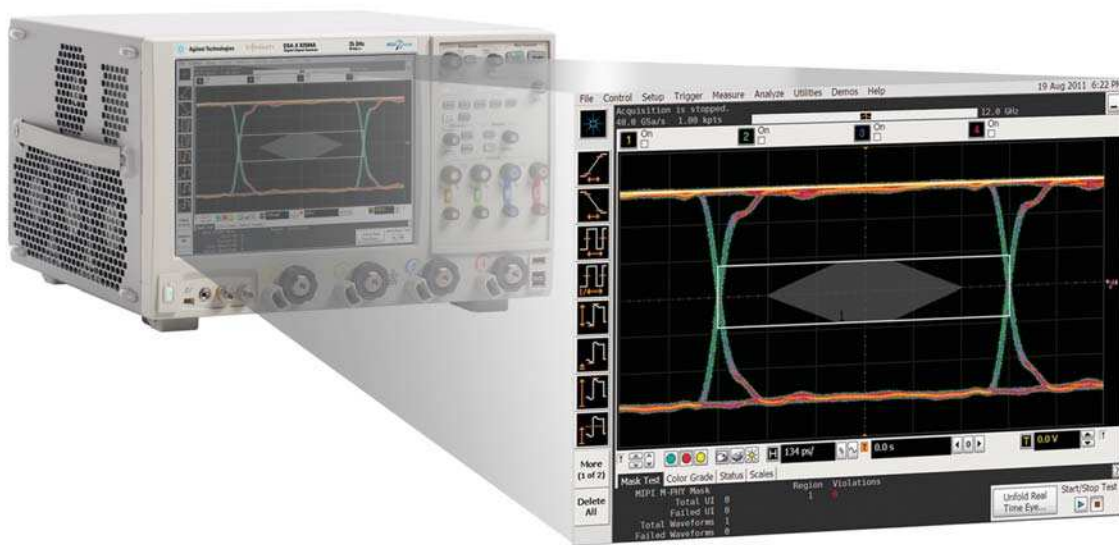 Agilent Technologies
19 Aug 2011 6:22 PM
File Control Setup Trigger Measure Analyze Utilities Demos Help
Acquisition is stopped.
40.0 GSa/s 1.00 kpts
12.0 GHz
1 On
2 On
3 On
4 On
H 134 ps/
0.0 s
0
T 0.0 V
More
(1 of 2)
Delete
All
Mask Test Color Grade Status Scales
MIPI M-PHY Mask
Total UI 0
Failed UI 0
Total Waveforms 1
Failed Waveforms 0
Region Violations
1 0
Unfold Real
Time Eye...
Start/Stop Test